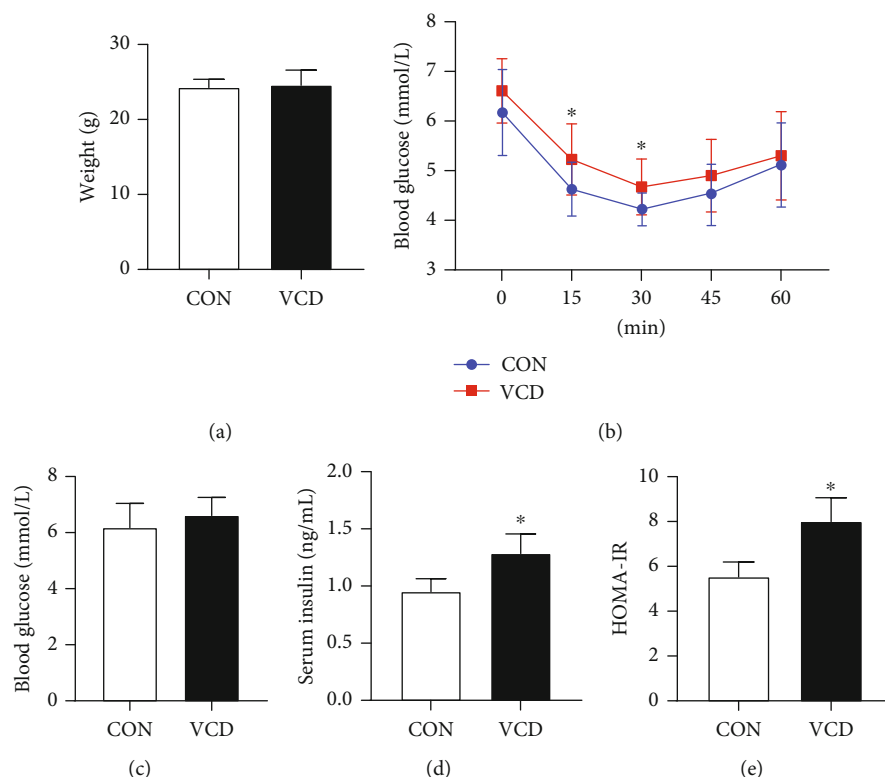 30
20
10
0
Weight (g)
CON VCD
(a)
8
7
6
5
4
3
Blood glucose (mmol/L)
*
*
0 15 30 45 60
(min)
CON
VCD
(b)
8
6
4
2
0
Blood glucose (mmol/L)
CON VCD
(c)
2.0
1.5
1.0
0.5
0.0
Serum insulin (ng/mL)
*
CON VCD
(d)
10
8
6
4
2
0
HOMA-IR
*
CON VCD
(e)